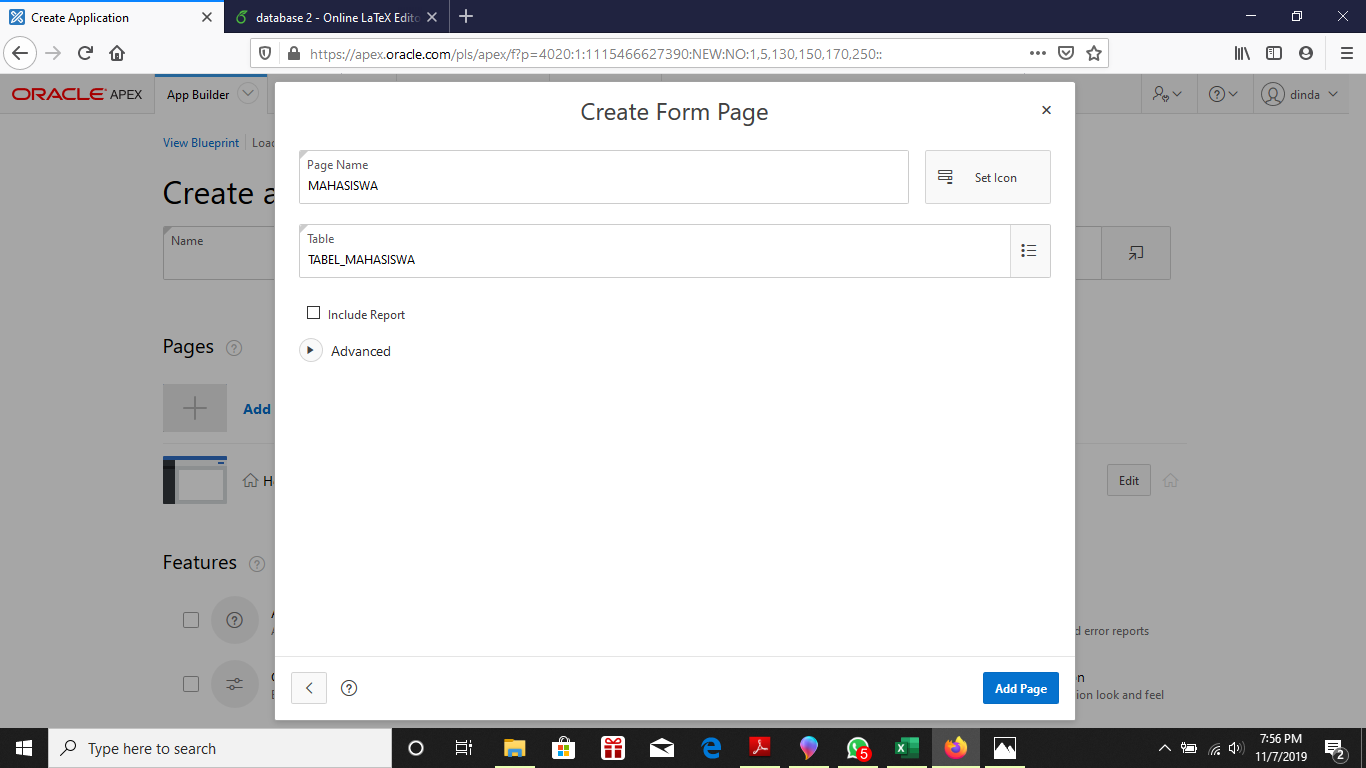 Create Application
database 2 - Online LaTeX Edito
https://apex.oracle.com/pls/apex/f?p=4020:1:1115466627390:NEW:NO:1,5,130,150,170,250::
ORACLE APEX
App Builder
dinda
View Blueprint
Loa
Create a
Name
Pages
Add
H
Edit
Features
d error reports
n
ion look and feel
Create Form Page
Page Name
MAHASISWA
Set Icon
Table
TABEL_MAHASISWA
Include Report
Advanced
Add Page
Type here to search
5
7:56 PM
11/7/2019
2